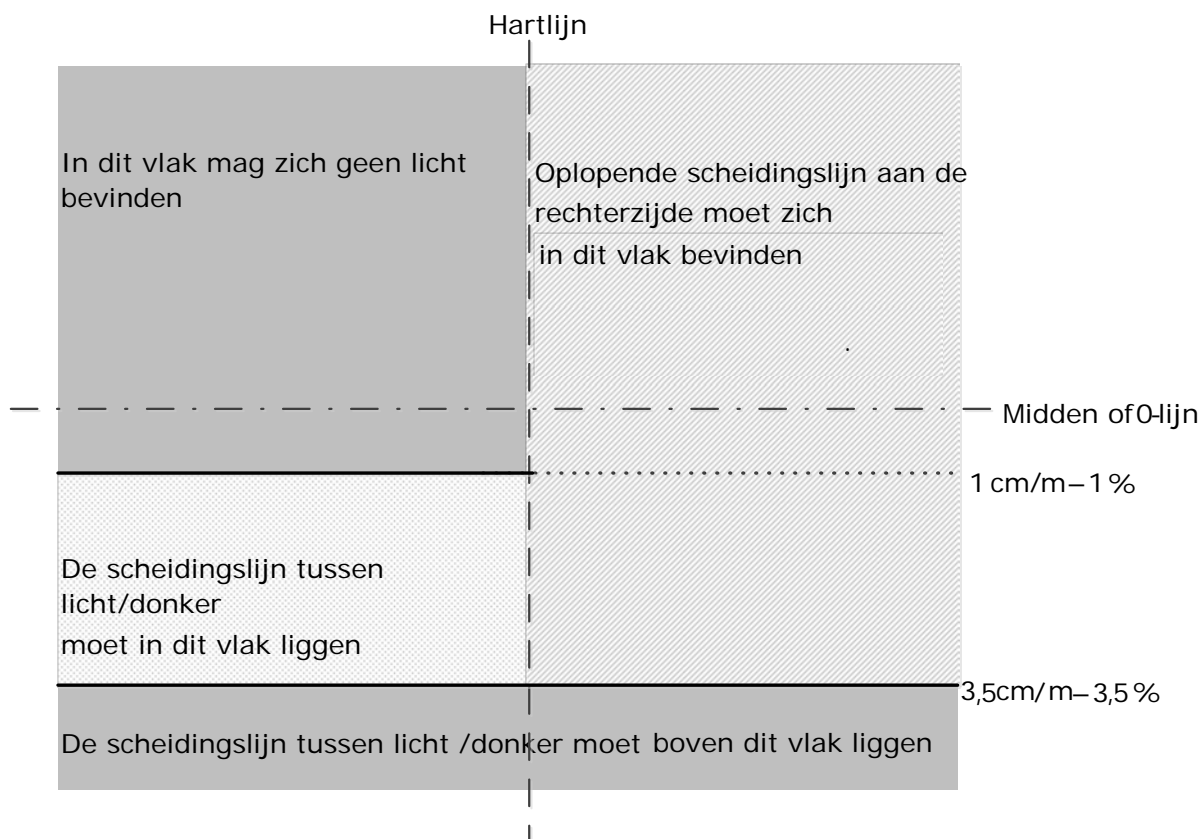 Hartlijn
In dit vlak mag zich geen licht
bevinden
Oplopende scheidingslijn aan de
rechterzijde moet zich
in dit vlak bevinden
Midden of 0-lijn
1 cm/m – 1 %
De scheidingslijn tussen
licht/donker
moet in dit vlak liggen
3,5cm/m – 3,5 %
De scheidingslijn tussen licht /donker moet boven dit vlak liggen